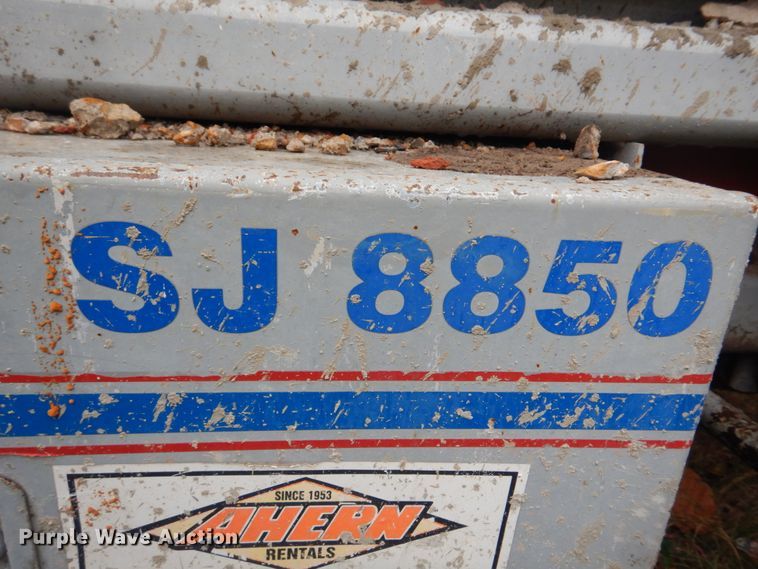 SJ 8850
SINCE 1953
AHERN
RENTALS
Purple Wave Auction